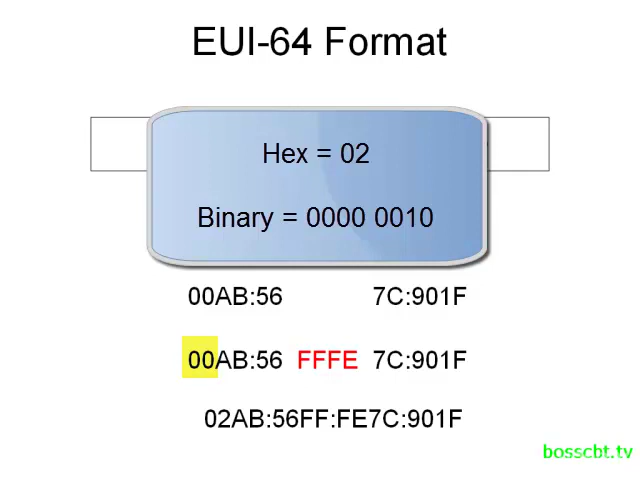 EUI-64 Format
Hex = 02
Binary = 0000 0010
00AB:56 7C:901F
00AB:56 FFFE 7C:901F
02AB:56FF:FE7C:901F
bosscbt.tv